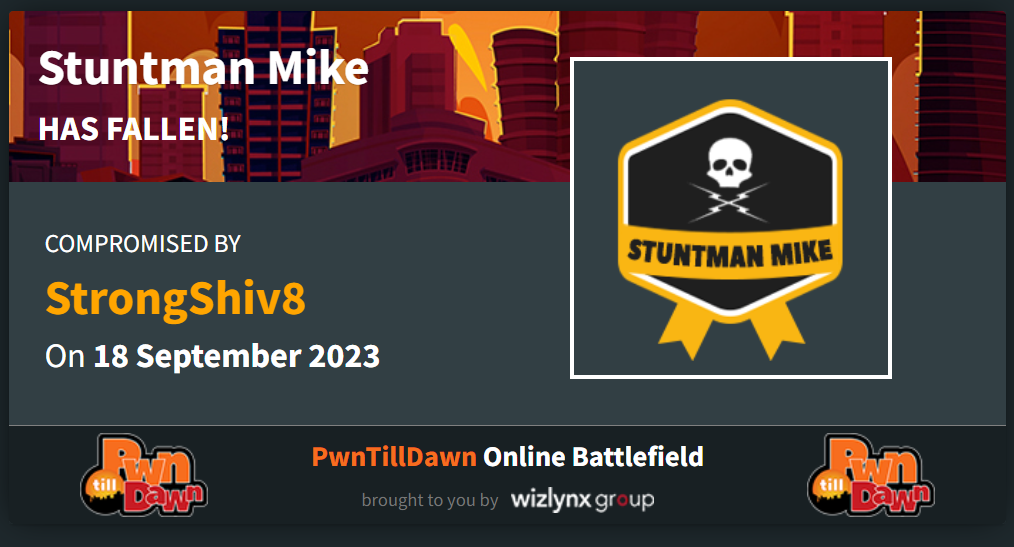 Stuntman Mike
HAS FALLEN!
STUNTMAN MIKE
COMPROMISED BY
StrongShiv8
On 18 September 2023
Pwn
till
Dawn
PwnTillDawn Online Battlefield
brought to you by wizlynx group
Pwn
till
Dawn